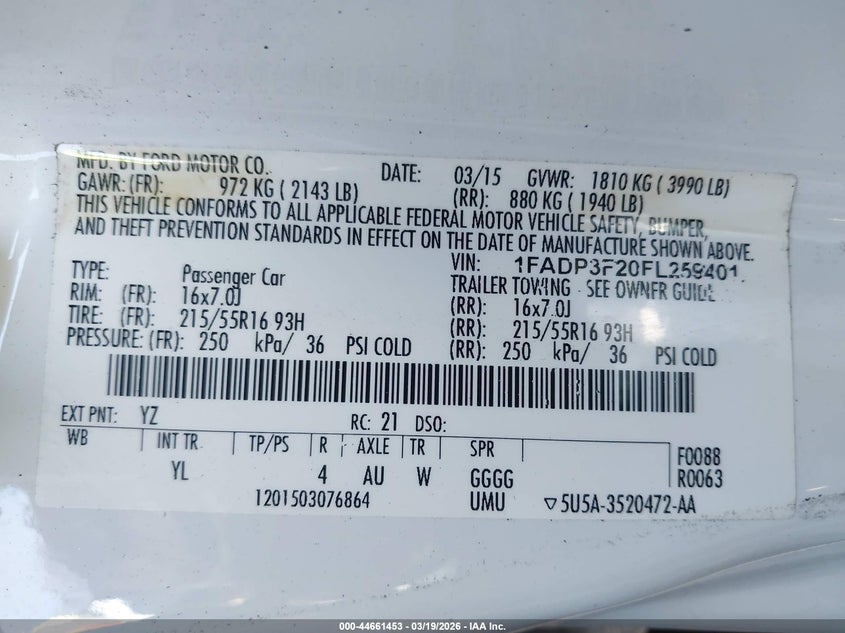 MFD. BY FORD MOTOR CO. DATE: 03/15 GVWR: 1810 KG ( 3990 LB)
GAWR: (FR): 972 KG ( 2143 LB) (RR): 880 KG ( 1940 LB)
THIS VEHICLE CONFORMS TO ALL APPLICABLE FEDERAL MOTOR VEHICLE SAFETY, BUMPER,
AND THEFT PREVENTION STANDARDS IN EFFECT ON THE DATE OF MANUFACTURE SHOWN ABOVE.
VIN: 1FADP3F20FL259401
TYPE: Passenger Car TRAILER TOWING - SEE OWNER GUIDE
RIM: (FR): 16x7.0J (RR): 16x7.0J
TIRE: (FR): 215/55R16 93H (RR): 215/55R16 93H
PRESSURE: (FR): 250 kPa/ 36 PSI COLD (RR): 250 kPa/ 36 PSI COLD
EXT PNT: YZ RC: 21 DSO:
WB INT TR TP/PS R AXLE TR SPR F0088
YL 4 AU W GGGG R0063
1201503076864 UMU ▽5U5A-3520472-AA
000-44661453 - 03/19/2026 - IAA Inc.